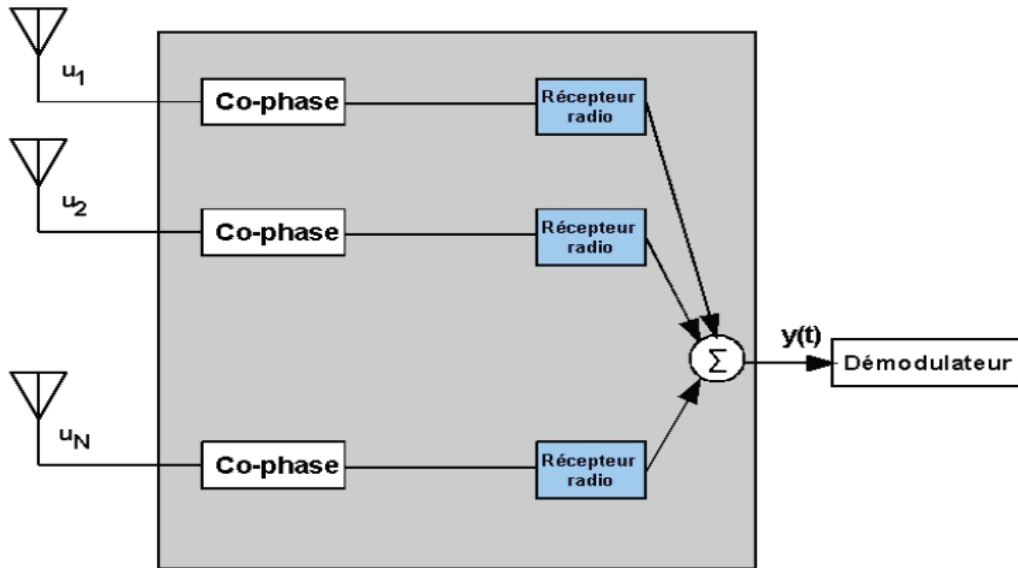 u1
Co-phase
Récepteur
radio
u2
Co-phase
Récepteur
radio
y(t)
Σ
Démodulateur
uN
Co-phase
Récepteur
radio